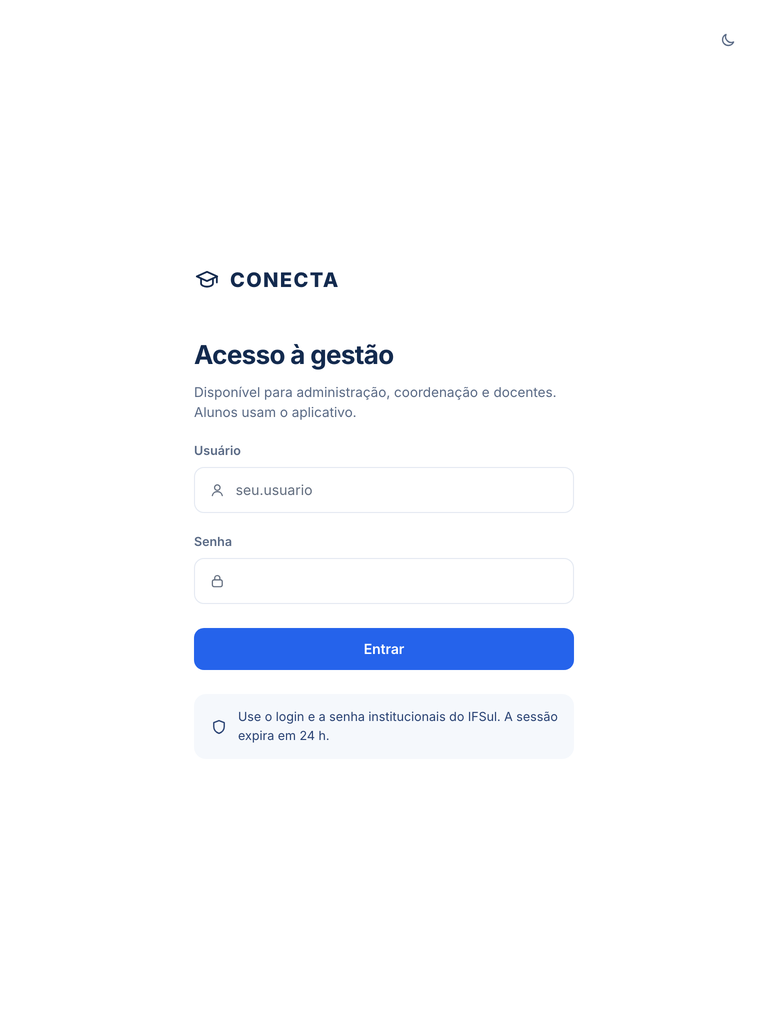 CONECTA
Acesso à gestão
Disponível para administração, coordenação e docentes.
Alunos usam o aplicativo.
Usuário
seu.usuario
Senha
Entrar
Use o login e a senha institucionais do IFSul. A sessão
expira em 24 h.